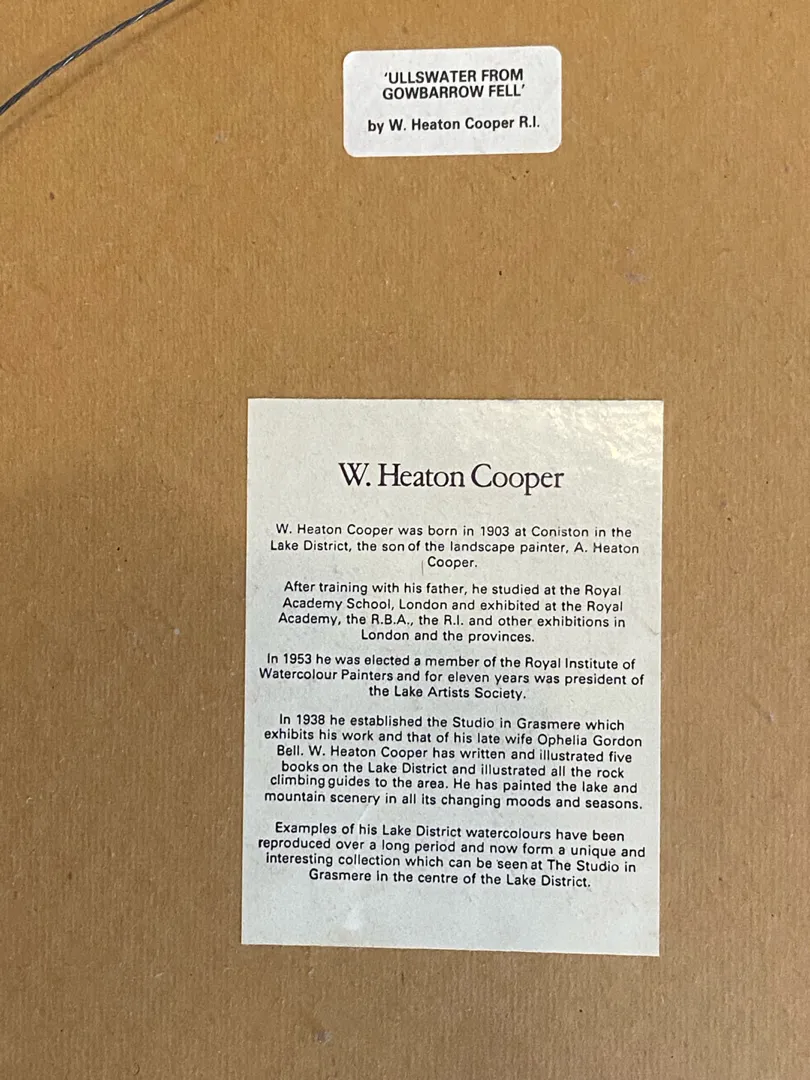 ‘ULLSWATER FROM
GOWBARROW FELL’
by W. Heaton Cooper R.I.
W. Heaton Cooper
W. Heaton Cooper was born in 1903 at Coniston in the
Lake District, the son of the landscape painter, A. Heaton
Cooper.
After training with his father, he studied at the Royal
Academy School, London and exhibited at the Royal
Academy, the R.B.A., the R.I. and other exhibitions in
London and the provinces.
In 1953 he was elected a member of the Royal Institute of
Watercolour Painters and for eleven years was president of
the Lake Artists Society.
In 1938 he established the Studio in Grasmere which
exhibits his work and that of his late wife Ophelia Gordon
Bell. W. Heaton Cooper has written and illustrated five
books on the Lake District and illustrated all the rock
climbing guides to the area. He has painted the lake and
mountain scenery in all its changing moods and seasons.
Examples of his Lake District watercolours have been
reproduced over a long period and now form a unique and
interesting collection which can be seen at The Studio in
Grasmere In the centre of the Lake District.